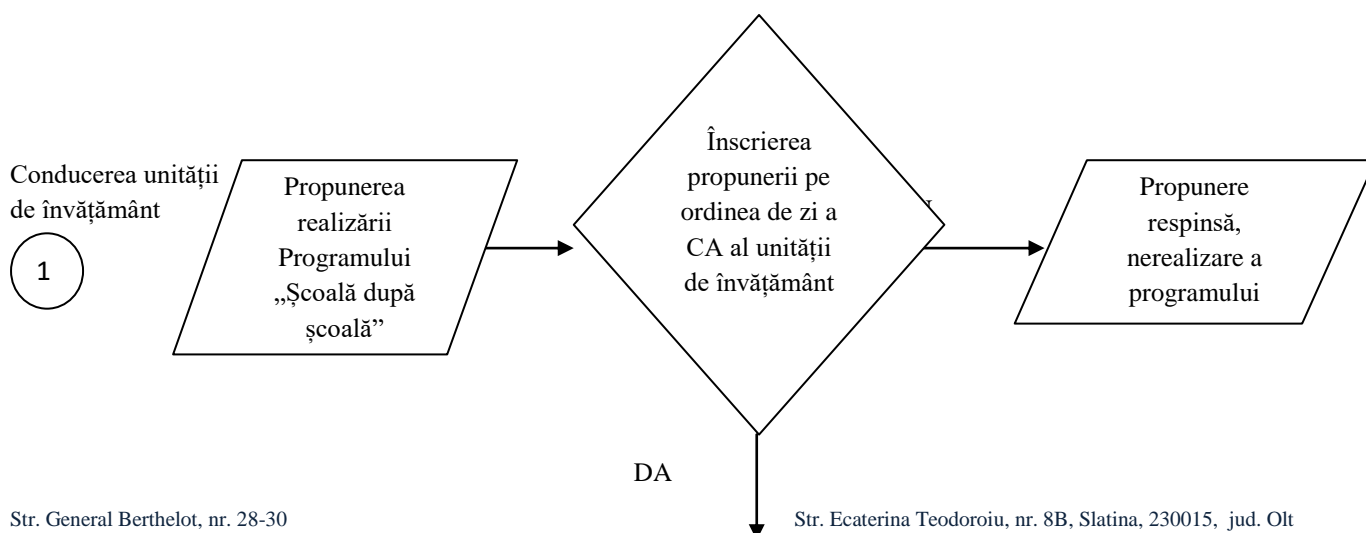 Conducerea unității
de învățământ
1
Propunerea
realizării
Programului
„Școală după
școală”
Înscrierea
propunerii pe
ordinea de zi a
CA al unității
de învățământ
Propunere
respinsă,
nerealizare a
programului
DA
Str. General Berthelot, nr. 28-30
Str. Ecaterina Teodoroiu, nr. 8B, Slatina, 230015, jud. Olt